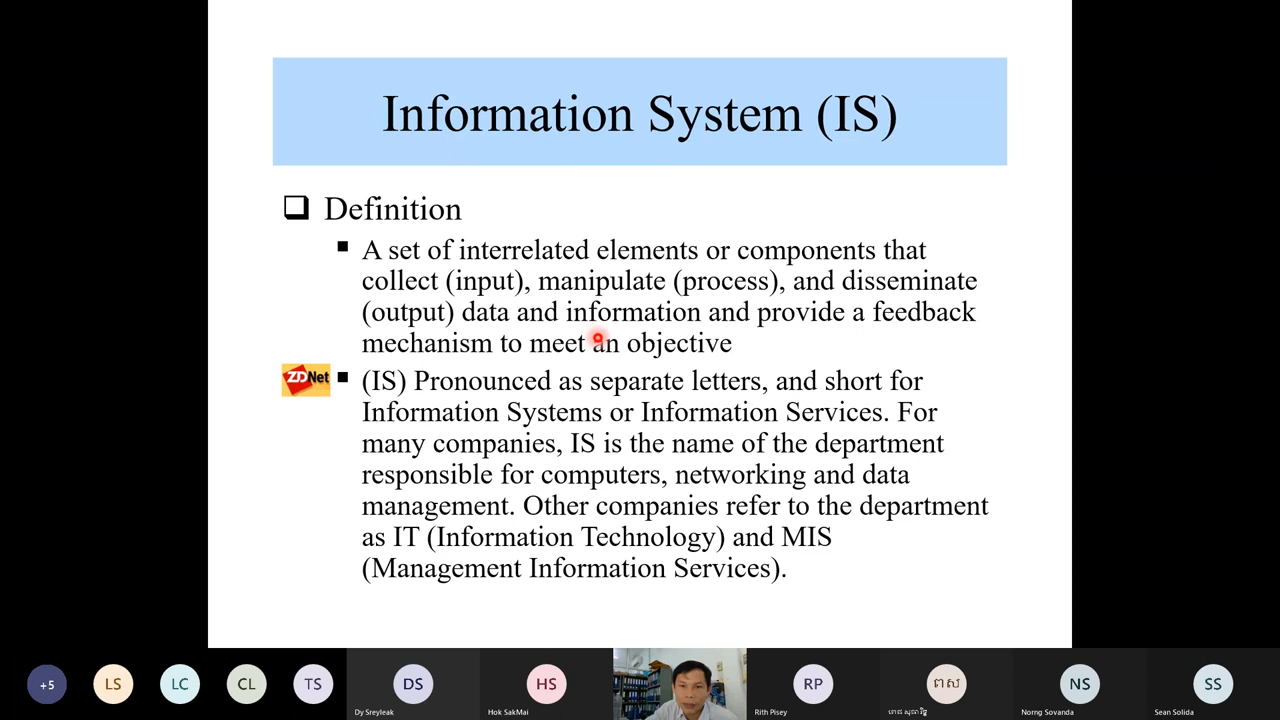 Information System (IS)
Definition
A set of interrelated elements or components that
collect (input), manipulate (process), and disseminate
(output) data and information and provide a feedback
mechanism to meet an objective
ZDNet
(IS) Pronounced as separate letters, and short for
Information Systems or Information Services. For
many companies, IS is the name of the department
responsible for computers, networking and data
management. Other companies refer to the department
as IT (Information Technology) and MIS
(Management Information Services).
+5
LS
LC
CL
TS
DS
HS
RP
ពស
NS
SS
Dy Sreyleak
Hok SakMai
Rith Pisey
Norng Sovanda
Sean Solida